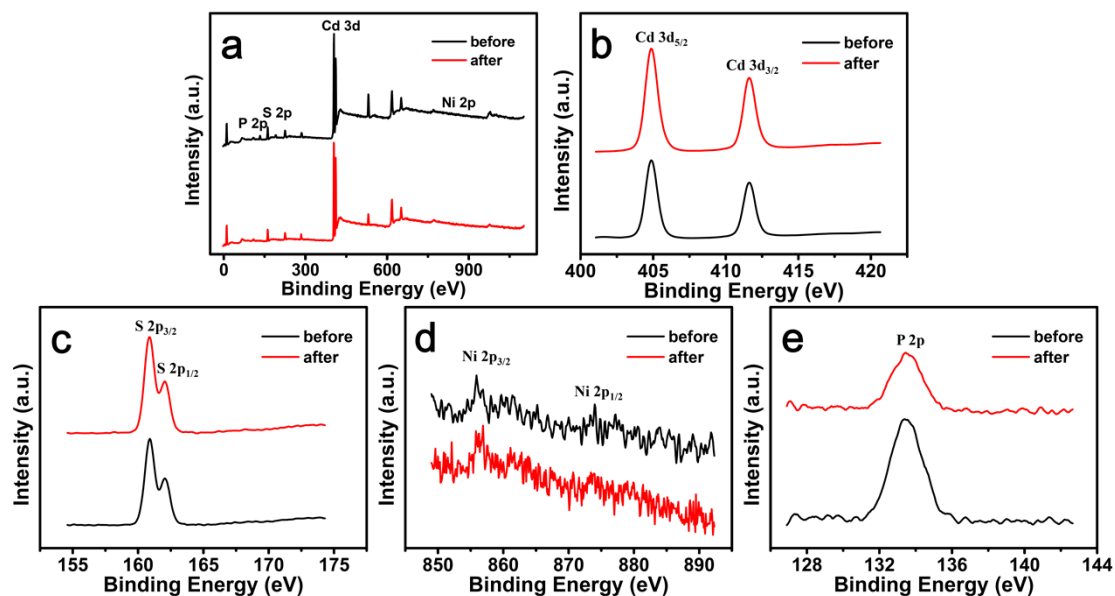 a
Cd 3d
before
after
P 2p
S 2p
Ni 2p
Intensity (a.u.)
0 300 600 900
Binding Energy (eV)
b
Cd 3d5/2
Cd 3d3/2
before
after
Intensity (a.u.)
400 405 410 415 420
Binding Energy (eV)
c
S 2p3/2
S 2p1/2
before
after
Intensity (a.u.)
155 160 165 170 175
Binding Energy (eV)
d
Ni 2p3/2
Ni 2p1/2
before
after
Intensity (a.u.)
850 860 870 880 890
Binding Energy (eV)
e
P 2p
before
after
Intensity (a.u.)
128 132 136 140 144
Binding Energy (eV)